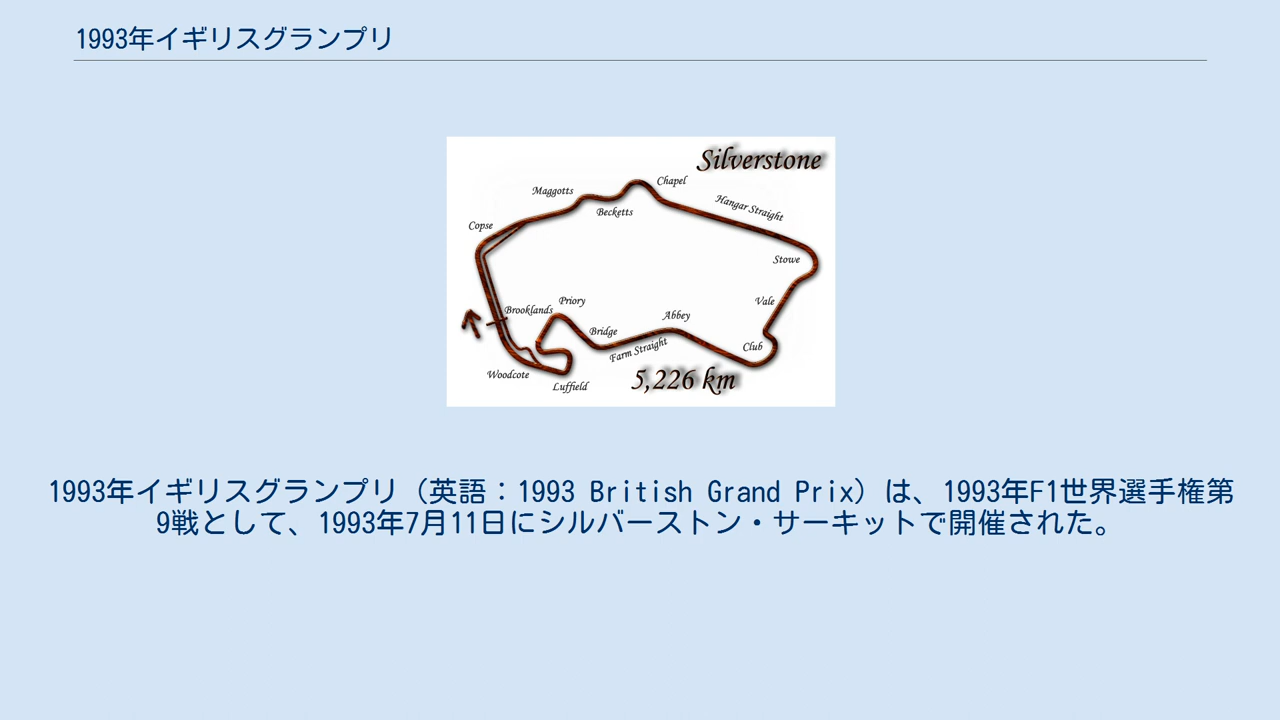 1993年イギリスグランプリ
Silverstone
Chapel
Maggotts
Hangar Straight
Becketts
Copse
Stowe
Priory
Vale
Brooklands
Abbey
Bridge
Farm Straight
Club
Woodcote
5,226 km
Luffield
1993年イギリスグランプリ（英語：1993 British Grand Prix）は、1993年F1世界選手権第
9戦として、1993年7月11日にシルバーストン・サーキットで開催された。